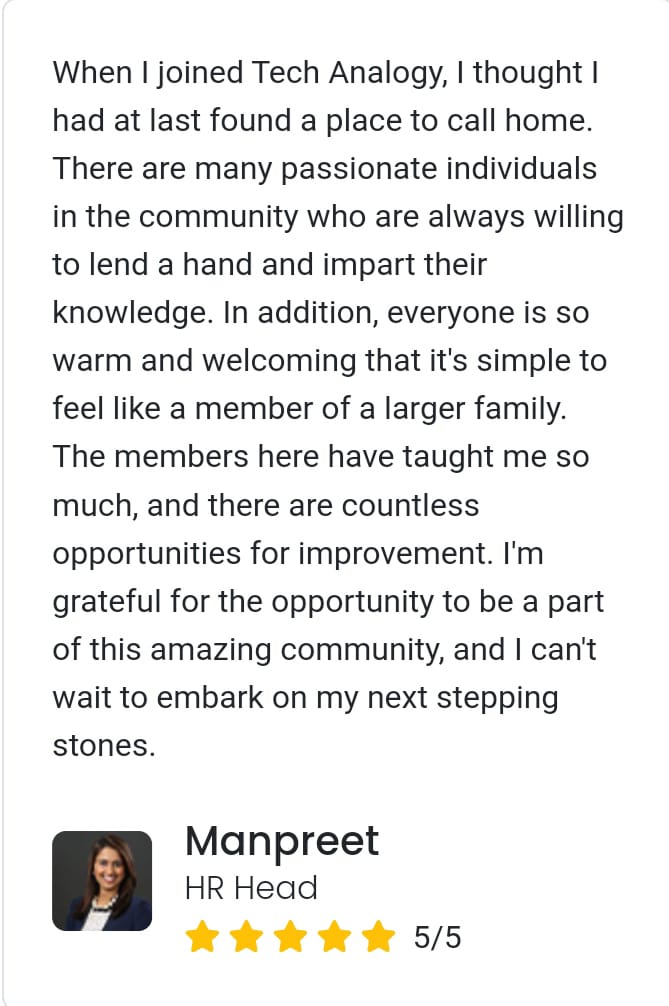 When I joined Tech Analogy, I thought I
had at last found a place to call home.
There are many passionate individuals
in the community who are always willing
to lend a hand and impart their
knowledge. In addition, everyone is so
warm and welcoming that it's simple to
feel like a member of a larger family.
The members here have taught me so
much, and there are countless
opportunities for improvement. I'm
grateful for the opportunity to be a part
of this amazing community, and I can't
wait to embark on my next stepping
stones.
Manpreet
HR Head
5/5